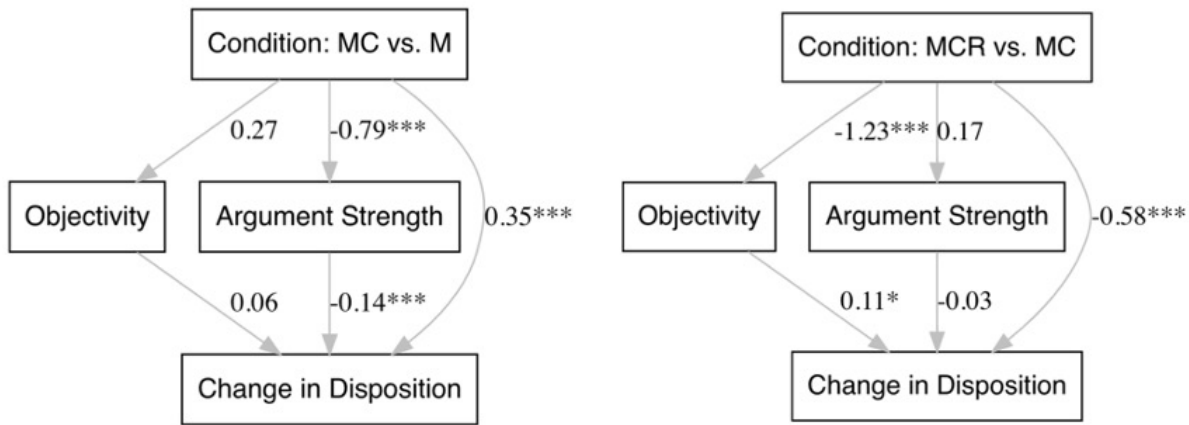 Condition: MC vs. M
0.27
-0.79***
Objectivity
Argument Strength
0.35***
0.06
-0.14***
Change in Disposition
Condition: MCR vs. MC
-1.23***
0.17
Objectivity
Argument Strength
-0.58***
0.11*
-0.03
Change in Disposition